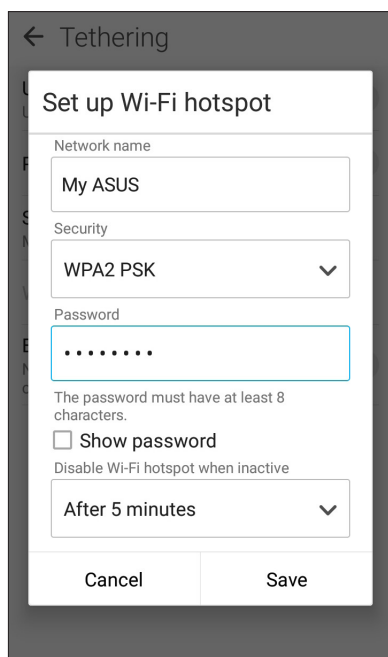 Tethering
Set up Wi-Fi hotspot
Network name
My ASUS
Security
WPA2 PSK
Password
........
The password must have at least 8
characters.
Show password
Disable Wi-Fi hotspot when inactive
After 5 minutes
Cancel
Save